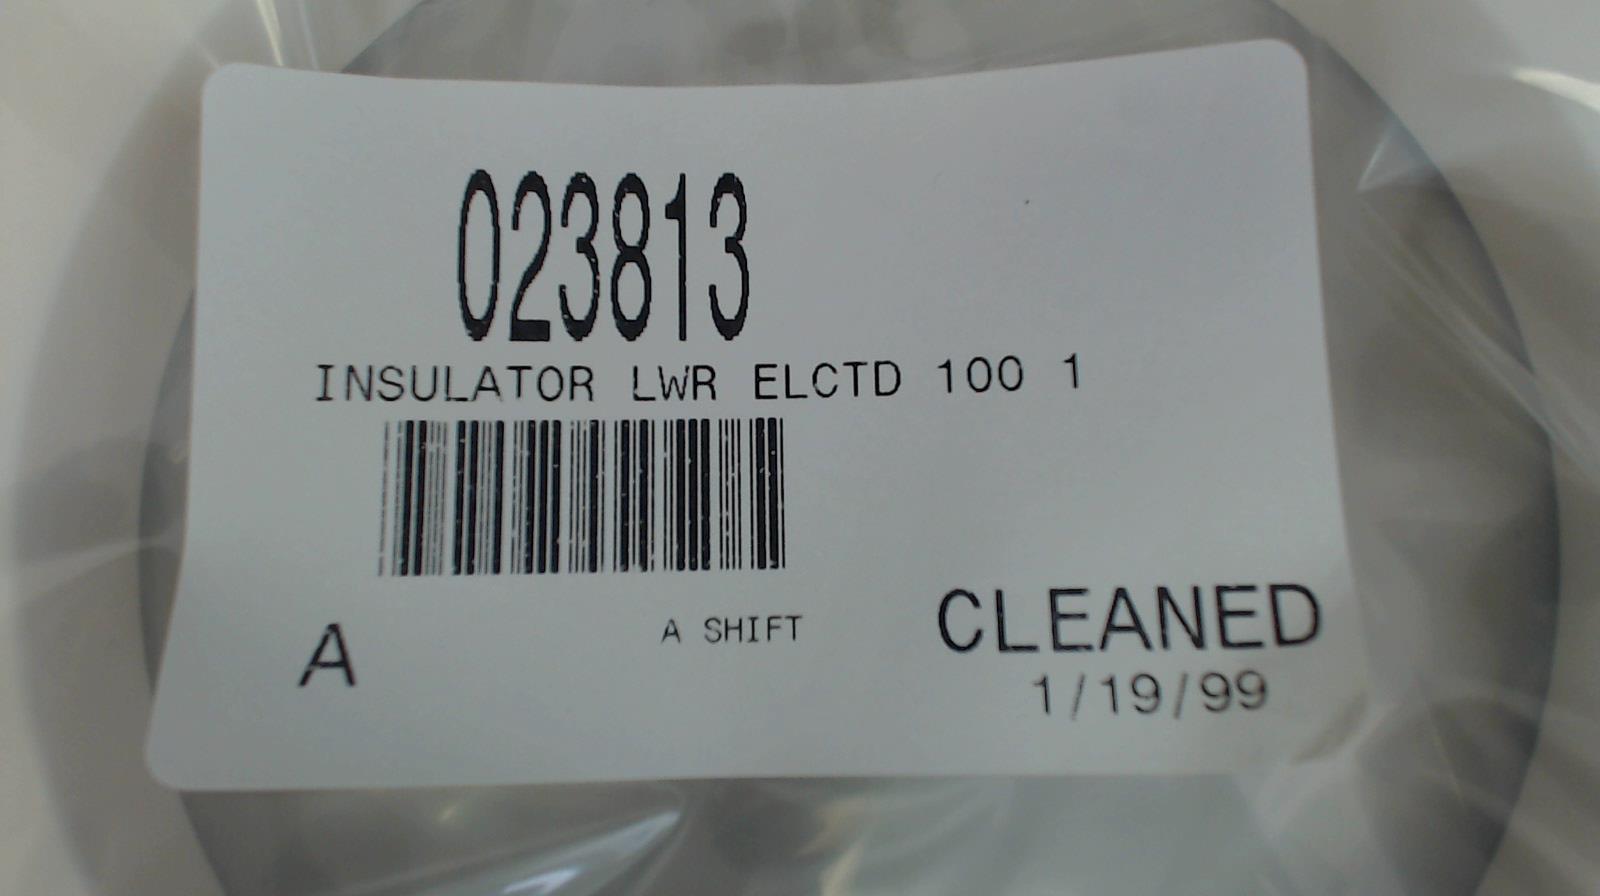 023813
INSULATOR LWR ELCTD 100 1
A
A SHIFT
CLEANED
1/19/99